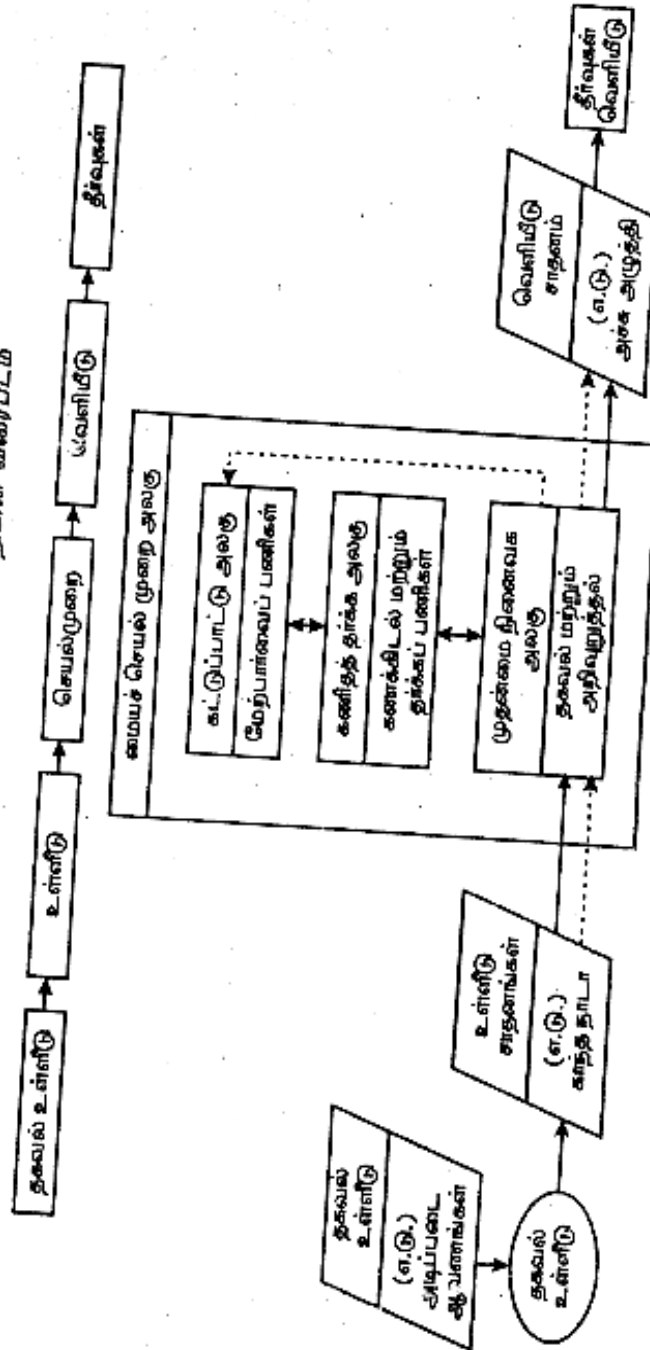 தகவல் உள்ளீடு
உள்ளீடு
செயல்முறை
வெளியீடு
தீர்வுகள்
மையச் செயல் முறை அலகு
கட்டுப்பாட்டு அலகு
மேற்பார்வைப் பணிகள்
கணித்த் தர்க்க அலகு
கணக்கிடல் மற்றும்
தர்க்கப் பணிகள்
முதன்மை நினைவக
அலகு
தகவல் மற்றும்
அறிவுறுத்தல்
தகவல்
உள்ளீடு
(எ.டு.)
அடிப்படை
ஆவணங்கள்
தகவல்
உள்ளீடு
உள்ளீடு
சாதனங்கள்
(எ.டு.)
காந்த நாடா
வெளியீடு
சாதனம்
(எ.டு.)
அச்சு அழுத்தி
தீர்வுகள்
வெளியீடு